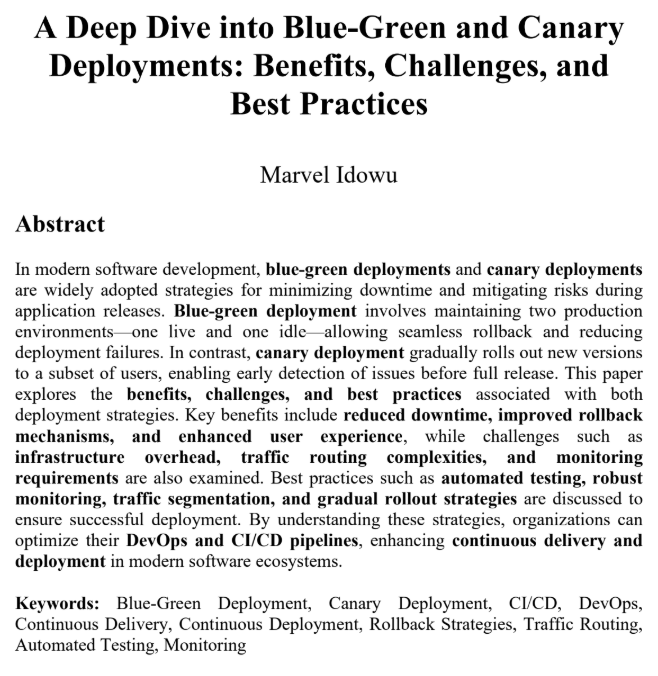 A Deep Dive into Blue-Green and Canary
Deployments: Benefits, Challenges, and
Best Practices
Marvel Idowu
Abstract
In modern software development, blue-green deployments and canary deployments
are widely adopted strategies for minimizing downtime and mitigating risks during
application releases. Blue-green deployment involves maintaining two production
environments—one live and one idle—allowing seamless rollback and reducing
deployment failures. In contrast, canary deployment gradually rolls out new versions
to a subset of users, enabling early detection of issues before full release. This paper
explores the benefits, challenges, and best practices associated with both
deployment strategies. Key benefits include reduced downtime, improved rollback
mechanisms, and enhanced user experience, while challenges such as
infrastructure overhead, traffic routing complexities, and monitoring
requirements are also examined. Best practices such as automated testing, robust
monitoring, traffic segmentation, and gradual rollout strategies are discussed to
ensure successful deployment. By understanding these strategies, organizations can
optimize their DevOps and CI/CD pipelines, enhancing continuous delivery and
deployment in modern software ecosystems.
Keywords: Blue-Green Deployment, Canary Deployment, CI/CD, DevOps,
Continuous Delivery, Continuous Deployment, Rollback Strategies, Traffic Routing,
Automated Testing, Monitoring